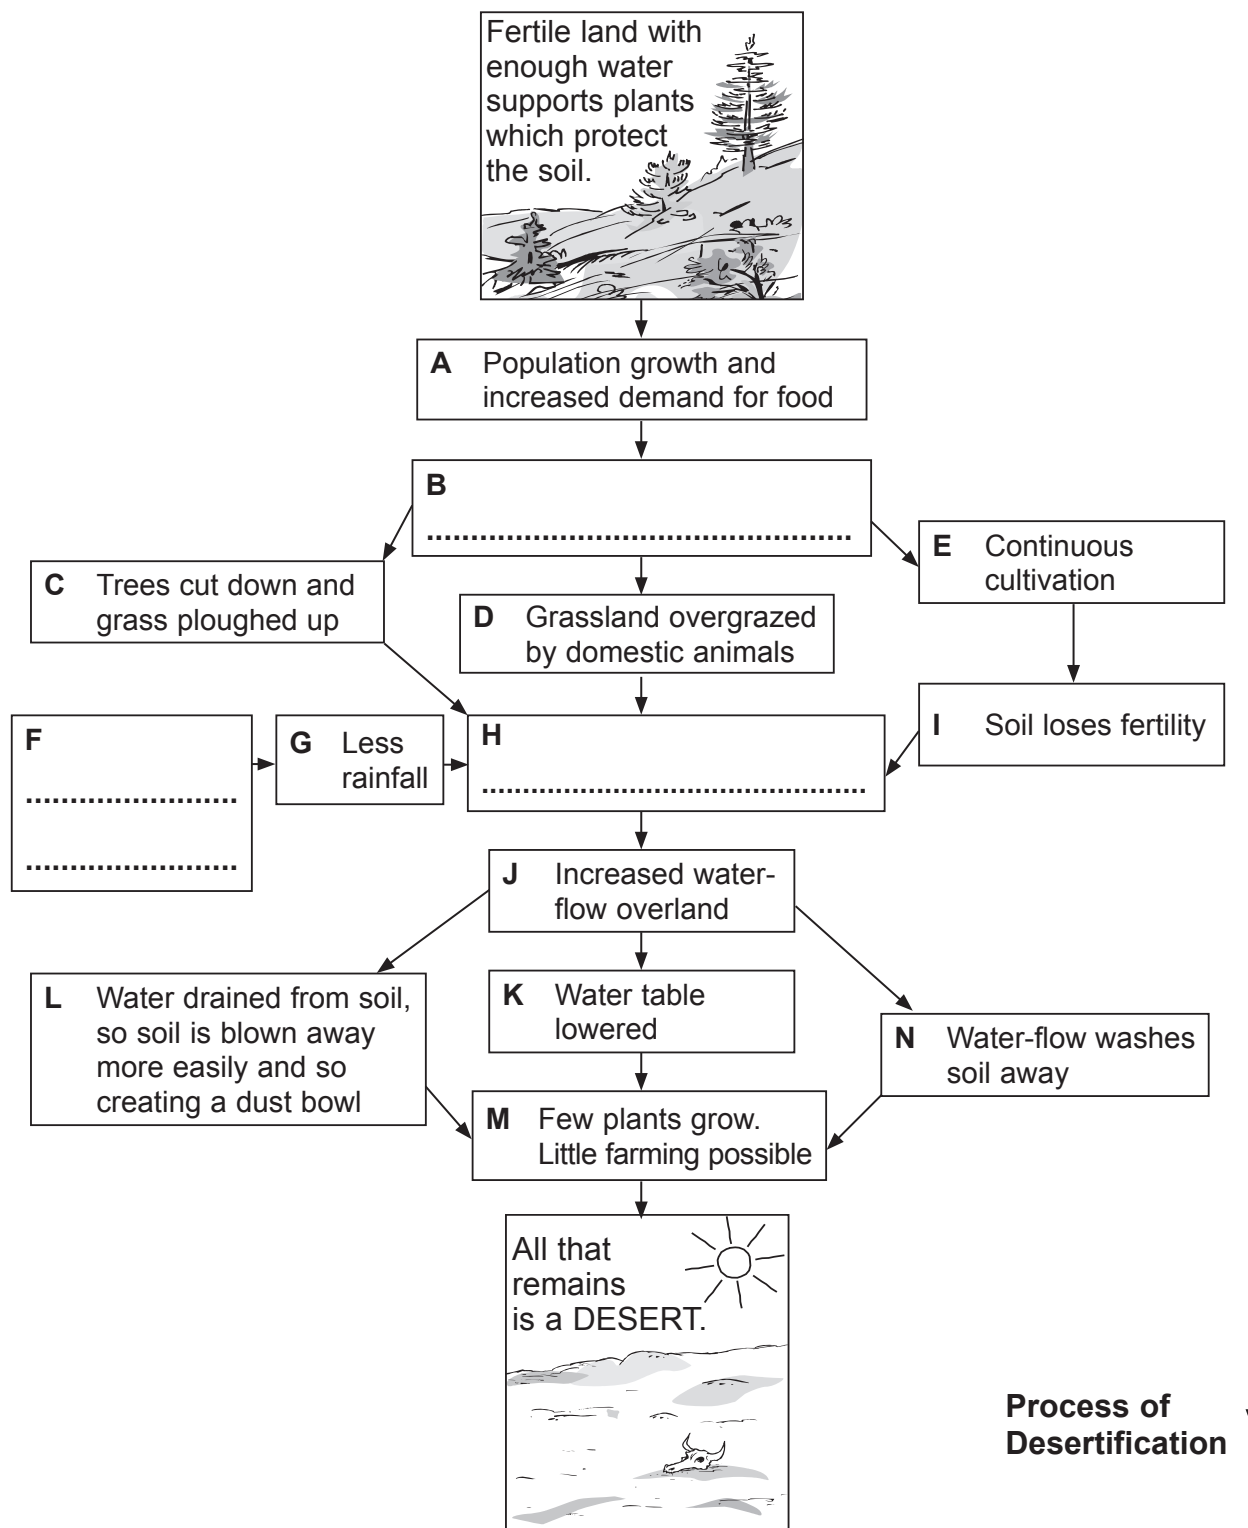 Fertile land with
enough water
supports plants
which protect
the soil.
A Population growth and
increased demand for food
B
................................................
E Continuous
cultivation
C Trees cut down and
grass ploughed up
D Grassland overgrazed
by domestic animals
F
........................
........................
G Less
rainfall
H
................................................
I Soil loses fertility
J Increased water-
flow overland
L Water drained from soil,
so soil is blown away
more easily and so
creating a dust bowl
K Water table
lowered
N Water-flow washes
soil away
M Few plants grow.
Little farming possible
All that
remains
is a DESERT.
Process of
Desertification